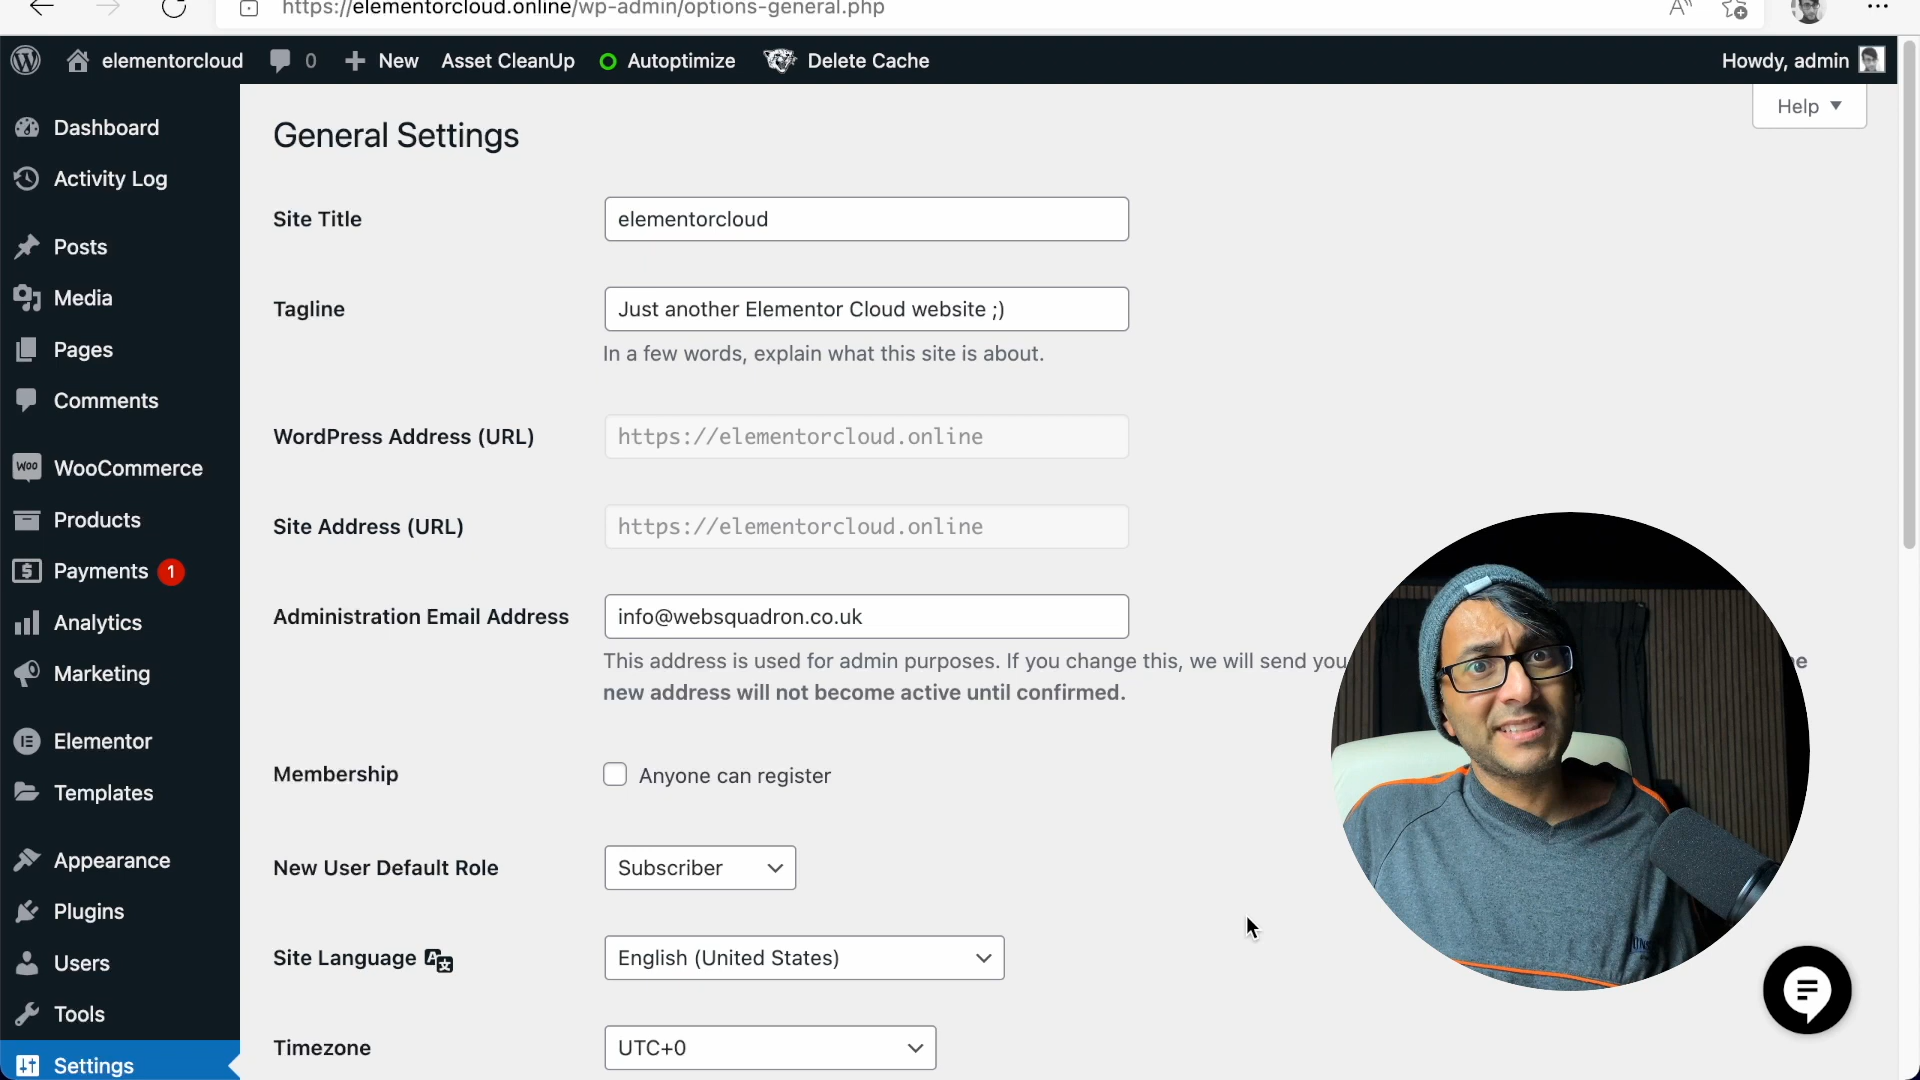 https://elementorcloud.online/wp-admin/options-general.php
elementorcloud 0 New Asset CleanUp Autoptimize Delete Cache Howdy, admin
Help
Dashboard
Activity Log
Posts
Media
Pages
Comments
WooCommerce
Products
Payments 1
Analytics
Marketing
Elementor
Templates
Appearance
Plugins
Users
Tools
Settings
General Settings
Site Title elementorcloud
Tagline Just another Elementor Cloud website ;)
In a few words, explain what this site is about.
WordPress Address (URL) https://elementorcloud.online
Site Address (URL) https://elementorcloud.online
Administration Email Address info@websquadron.co.uk
This address is used for admin purposes. If you change this, we will send you
new address will not become active until confirmed.
Membership Anyone can register
New User Default Role Subscriber
Site Language English (United States)
Timezone UTC+0